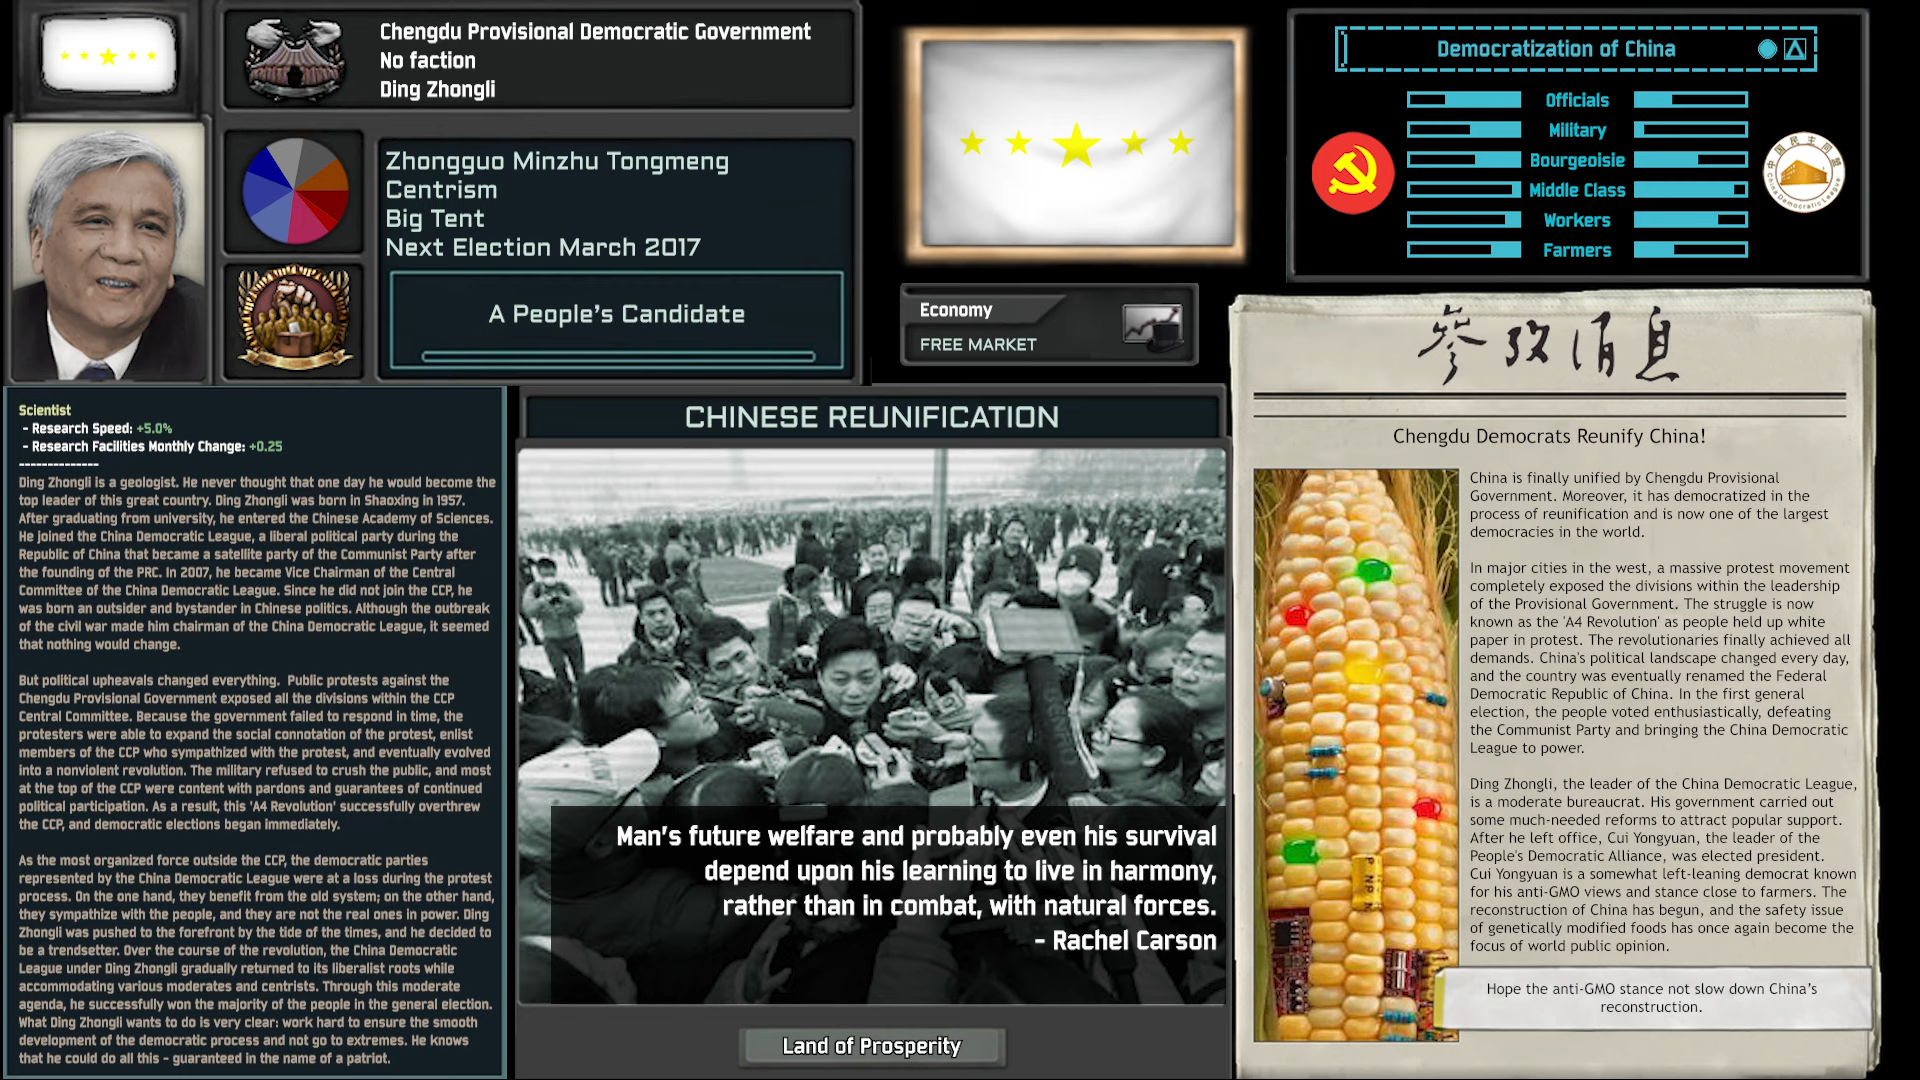 Chengdu Provisional Democratic Government
No faction
Ding Zhongli
Zhongguo Minzhu Tongmeng
Centrism
Big Tent
Next Election March 2017
A People's Candidate
Economy
FREE MARKET
Democratization of China
Officials
Military
Bourgeoisie
Middle Class
Workers
Farmers
中国民主同盟
China Democratic League
Scientist
- Research Speed: +5.0%
- Research Facilities Monthly Change: +0.25
--------------
Ding Zhongli is a geologist. He never thought that one day he would become the
top leader of this great country. Ding Zhongli was born in Shaoxing in 1957.
After graduating from university, he entered the Chinese Academy of Sciences.
He joined the China Democratic League, a liberal political party during the
Republic of China that became a satellite party of the Communist Party after
the founding of the PRC. In 2007, he became Vice Chairman of the Central
Committee of the China Democratic League. Since he did not join the CCP, he
was born an outsider and bystander in Chinese politics. Although the outbreak
of the civil war made him chairman of the China Democratic League, it seemed
that nothing would change.
But political upheavals changed everything. Public protests against the
Chengdu Provisional Government exposed all the divisions within the CCP
Central Committee. Because the government failed to respond in time, the
protesters were able to expand the social connotation of the protest, enlist
members of the CCP who sympathized with the protest, and eventually evolved
into a nonviolent revolution. The military refused to crush the public, and most
at the top of the CCP were content with pardons and guarantees of continued
political participation. As a result, this 'A4 Revolution' successfully overthrew
the CCP, and democratic elections began immediately.
As the most organized force outside the CCP, the democratic parties
represented by the China Democratic League were at a loss during the protest
process. On the one hand, they benefit from the old system; on the other hand,
they sympathize with the people, and they are not the real ones in power. Ding
Zhongli was pushed to the forefront by the tide of the times, and he decided to
be a trendsetter. Over the course of the revolution, the China Democratic
League under Ding Zhongli gradually returned to its liberalist roots while
accommodating various moderates and centrists. Through this moderate
agenda, he successfully won the majority of the people in the general election.
What Ding Zhongli wants to do is very clear: work hard to ensure the smooth
development of the democratic process and not go to extremes. He knows
that he could do all this - guaranteed in the name of a patriot.
CHINESE REUNIFICATION
Man's future welfare and probably even his survival
depend upon his learning to live in harmony,
rather than in combat, with natural forces.
- Rachel Carson
Land of Prosperity
参攷消息
Chengdu Democrats Reunify China!
China is finally unified by Chengdu Provisional
Government. Moreover, it has democratized in the
process of reunification and is now one of the largest
democracies in the world.
In major cities in the west, a massive protest movement
completely exposed the divisions within the leadership
of the Provisional Government. The struggle is now
known as the 'A4 Revolution' as people held up white
paper in protest. The revolutionaries finally achieved all
demands. China's political landscape changed every day,
and the country was eventually renamed the Federal
Democratic Republic of China. In the first general
election, the people voted enthusiastically, defeating
the Communist Party and bringing the China Democratic
League to power.
Ding Zhongli, the leader of the China Democratic League,
is a moderate bureaucrat. His government carried out
some much-needed reforms to attract popular support.
After he left office, Cui Yongyuan, the leader of the
People's Democratic Alliance, was elected president.
Cui Yongyuan is a somewhat left-leaning democrat known
for his anti-GMO views and stance close to farmers. The
reconstruction of China has begun, and the safety issue
of genetically modified foods has once again become the
focus of world public opinion.
Hope the anti-GMO stance not slow down China's
reconstruction.